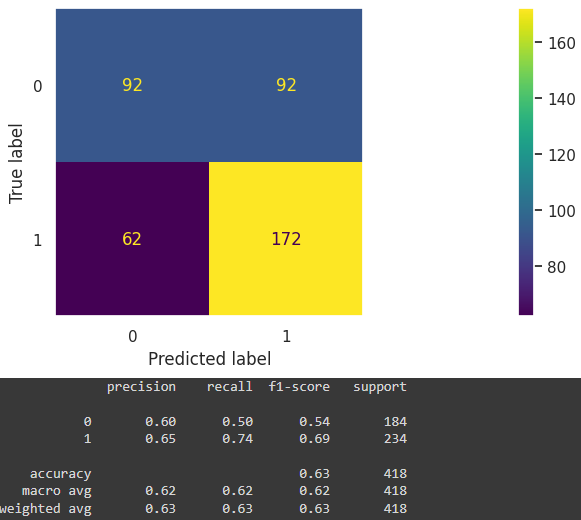 0 92 92 160
140
120
1 62 172 100
80
True label
0 1
Predicted label
precision recall f1-score support
0 0.60 0.50 0.54 184
1 0.65 0.74 0.69 234
accuracy 0.63 418
macro avg 0.62 0.62 0.62 418
weighted avg 0.63 0.63 0.63 418